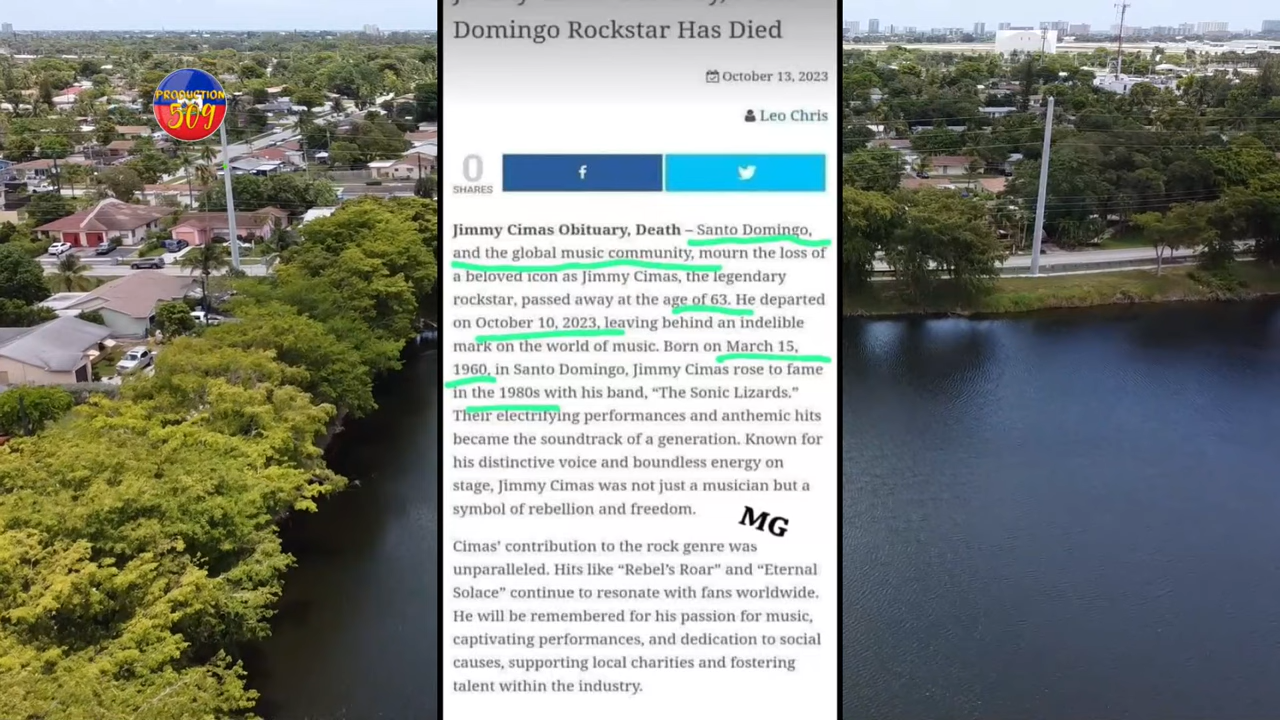 PRODUCTION
509
Domingo Rockstar Has Died
October 13, 2023
Leo Chris
0
SHARES
Jimmy Cimas Obituary, Death – Santo Domingo,
and the global music community, mourn the loss of
a beloved icon as Jimmy Cimas, the legendary
rockstar, passed away at the age of 63. He departed
on October 10, 2023, leaving behind an indelible
mark on the world of music. Born on March 15,
1960, in Santo Domingo, Jimmy Cimas rose to fame
in the 1980s with his band, “The Sonic Lizards.”
Their electrifying performances and anthemic hits
became the soundtrack of a generation. Known for
his distinctive voice and boundless energy on
stage, Jimmy Cimas was not just a musician but a
symbol of rebellion and freedom.
MG
Cimas’ contribution to the rock genre was
unparalleled. Hits like “Rebel’s Roar” and “Eternal
Solace” continue to resonate with fans worldwide.
He will be remembered for his passion for music,
captivating performances, and dedication to social
causes, supporting local charities and fostering
talent within the industry.